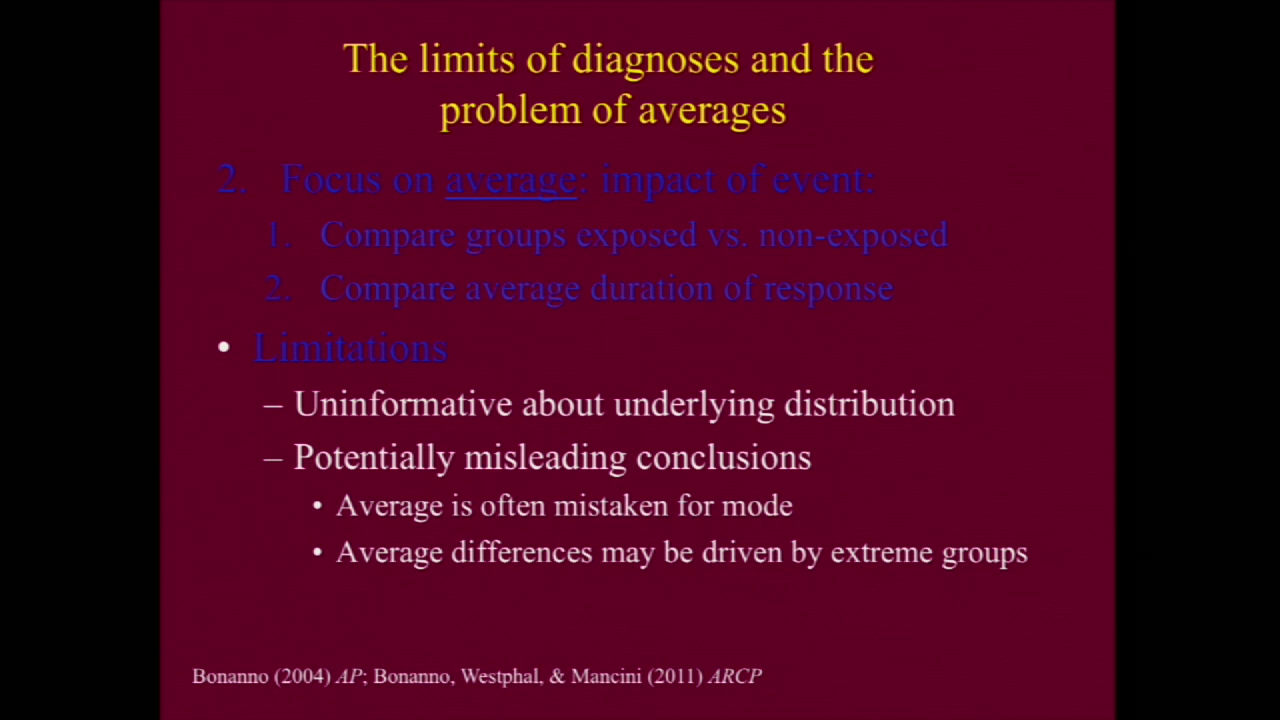 The limits of diagnoses and the
problem of averages
2. Focus on average: impact of event:
1. Compare groups exposed vs. non-exposed
2. Compare average duration of response
• Limitations
– Uninformative about underlying distribution
– Potentially misleading conclusions
• Average is often mistaken for mode
• Average differences may be driven by extreme groups
Bonanno (2004) AP; Bonanno, Westphal, & Mancini (2011) ARCP